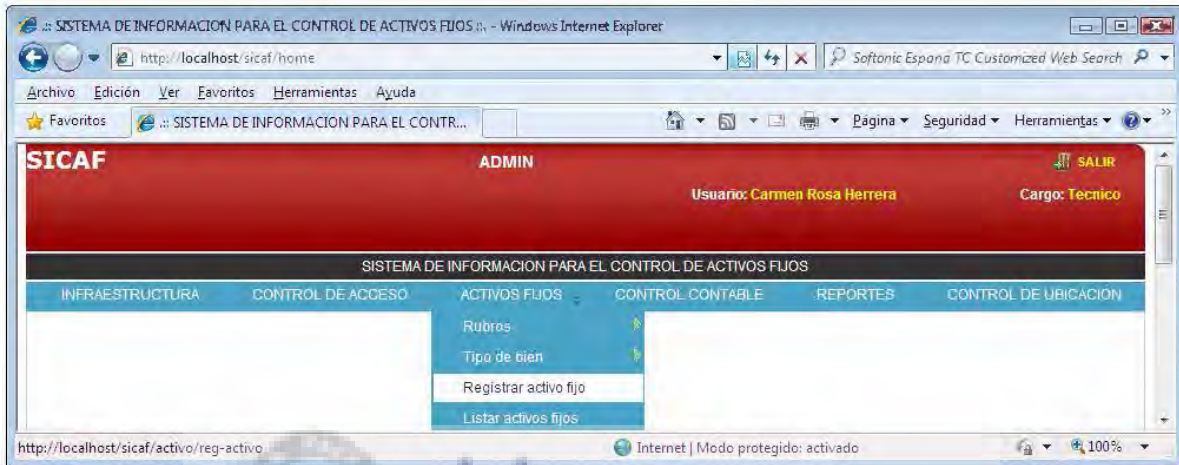 .:: SISTEMA DE INFORMACION PARA EL CONTROL DE ACTIVOS FIJOS ::. - Windows Internet Explorer
http://localhost/sicaf/home
Softonic Espana TC Customized Web Search
Archivo Edición Ver Favoritos Herramientas Ayuda
Favoritos .:: SISTEMA DE INFORMACION PARA EL CONTR... Página Seguridad Herramientas
SICAF ADMIN SALIR
Usuario: Carmen Rosa Herrera Cargo: Tecnico
SISTEMA DE INFORMACION PARA EL CONTROL DE ACTIVOS FIJOS
INFRAESTRUCTURA CONTROL DE ACCESO ACTIVOS FIJOS CONTROL CONTABLE REPORTES CONTROL DE UBICACION
Rubros
Tipo de bien
Registrar activo fijo
Listar activos fijos
http://localhost/sicaf/activo/reg-activo Internet | Modo protegido: activado 100%